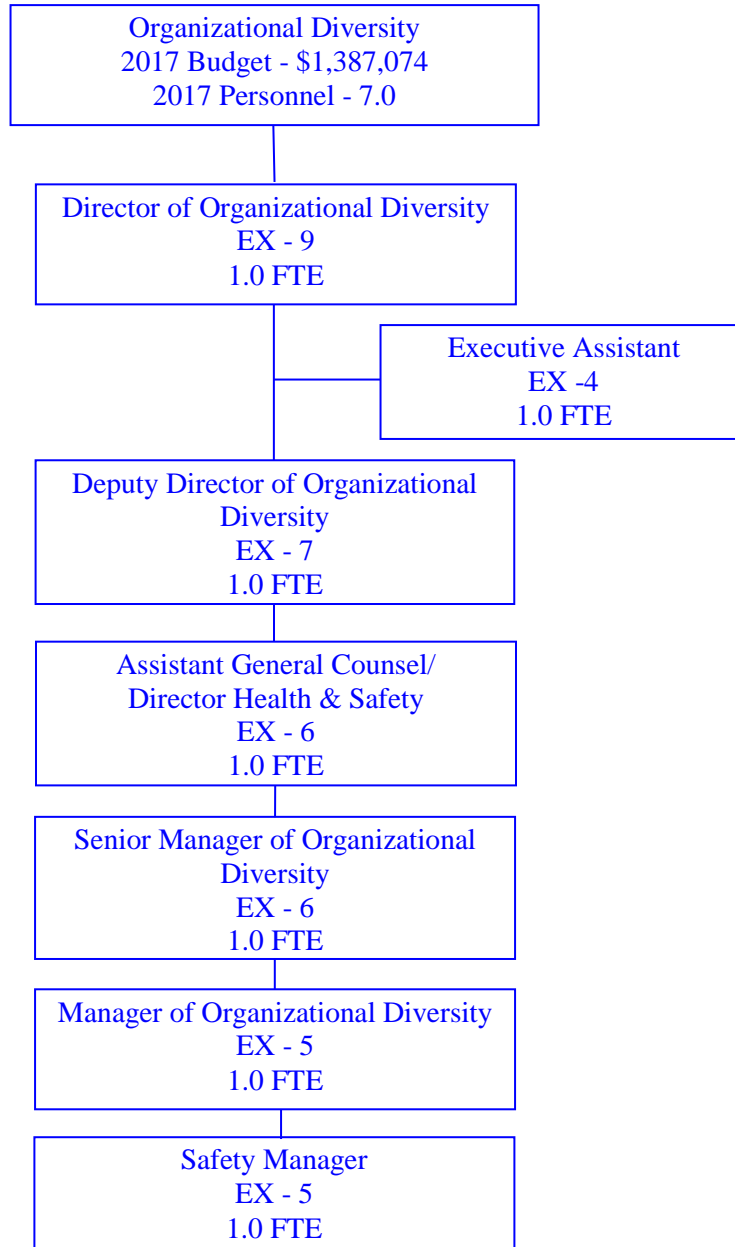 Organizational Diversity
2017 Budget - $1,387,074
2017 Personnel - 7.0
Director of Organizational Diversity
EX - 9
1.0 FTE
Executive Assistant
EX -4
1.0 FTE
Deputy Director of Organizational
Diversity
EX - 7
1.0 FTE
Assistant General Counsel/
Director Health & Safety
EX - 6
1.0 FTE
Senior Manager of Organizational
Diversity
EX - 6
1.0 FTE
Manager of Organizational Diversity
EX - 5
1.0 FTE
Safety Manager
EX - 5
1.0 FTE